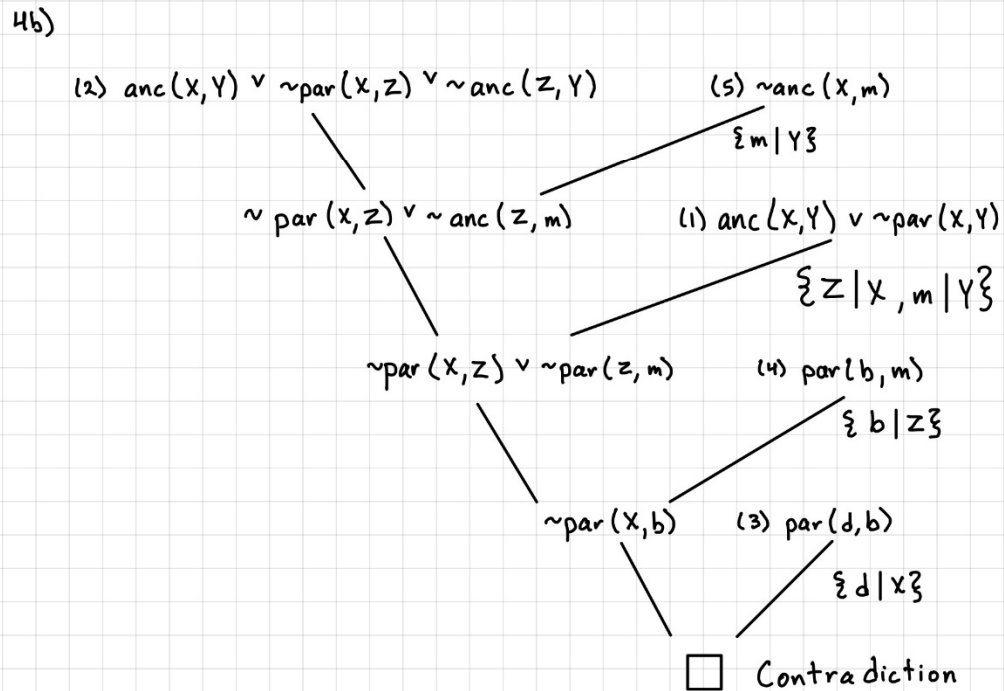 4b)
(2) anc(X,Y) ∨ ~par(X,Z) ∨ ~anc(Z,Y) (5) ~anc(X,m)
{m|Y}
~par(X,Z) ∨ ~anc(Z,m) (1) anc(X,Y) ∨ ~par(X,Y)
{Z|X, m|Y}
~par(X,Z) ∨ ~par(Z,m) (4) par(b,m)
{b|Z}
~par(X,b) (3) par(d,b)
{d|X}
□ Contradiction